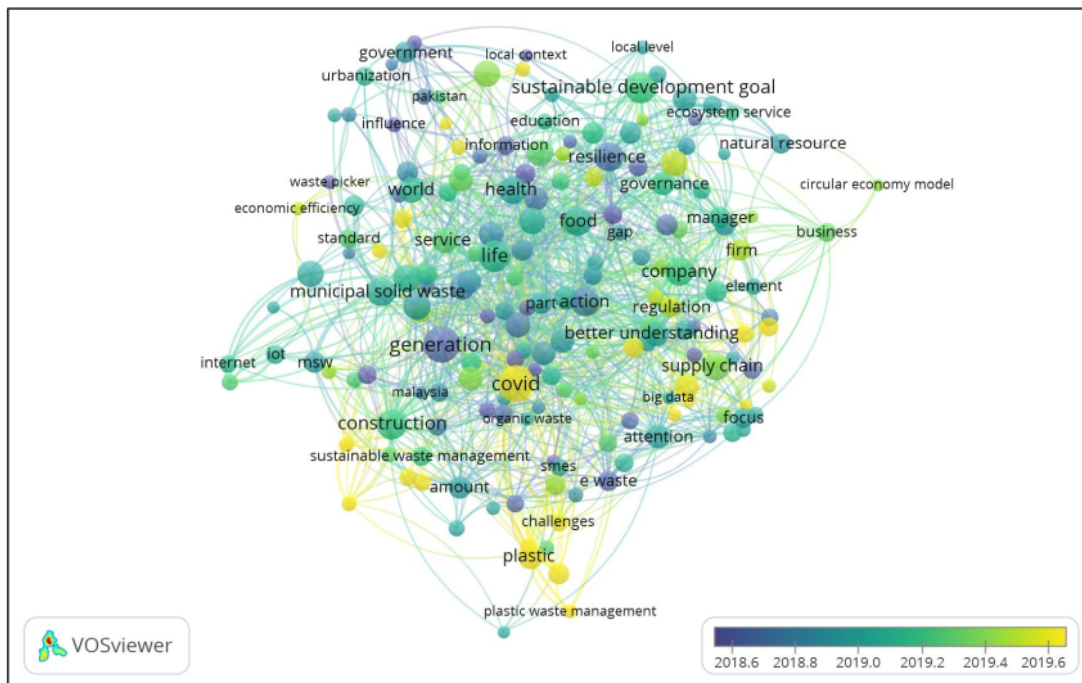 government
local context
local level
urbanization
sustainable development goal
pakistan
ecosystem service
influence
education
information
natural resource
resilience
waste picker
world
health
governance
circular economy model
economic efficiency
food
manager
standard
service
gap
business
life
firm
company
element
municipal solid waste
part
action
regulation
better understanding
generation
internet
iot
msw
supply chain
covid
malaysia
big data
construction
organic waste
focus
attention
sustainable waste management
smes
amount
e waste
challenges
plastic
plastic waste management
VOSviewer
2018.6 2018.8 2019.0 2019.2 2019.4 2019.6